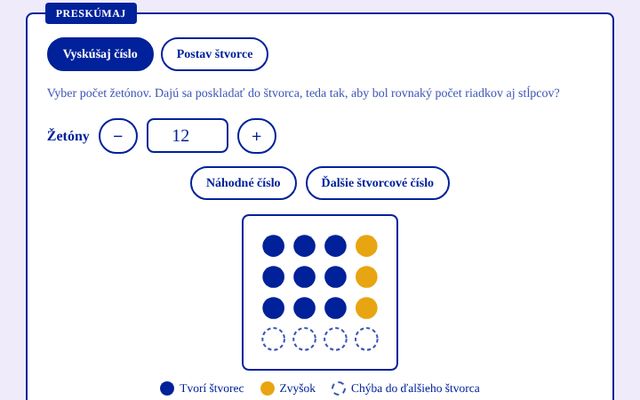 PRESKÚMAJ
Vyskúšaj číslo Postav štvorce
Vyber počet žetónov. Dajú sa poskladať do štvorca, teda tak, aby bol rovnaký počet riadkov aj stĺpcov?
Žetóny − 12 +
Náhodné číslo Ďalšie štvorcové číslo
Tvorí štvorec Zvyšok Chýba do ďalšieho štvorca